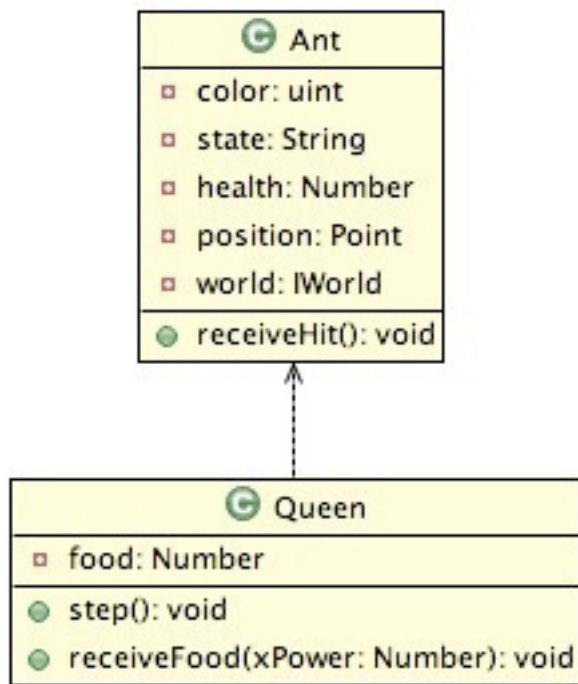 C Ant
color: uint
state: String
health: Number
position: Point
world: IWorld
receiveHit(): void
C Queen
food: Number
step(): void
receiveFood(xPower: Number): void